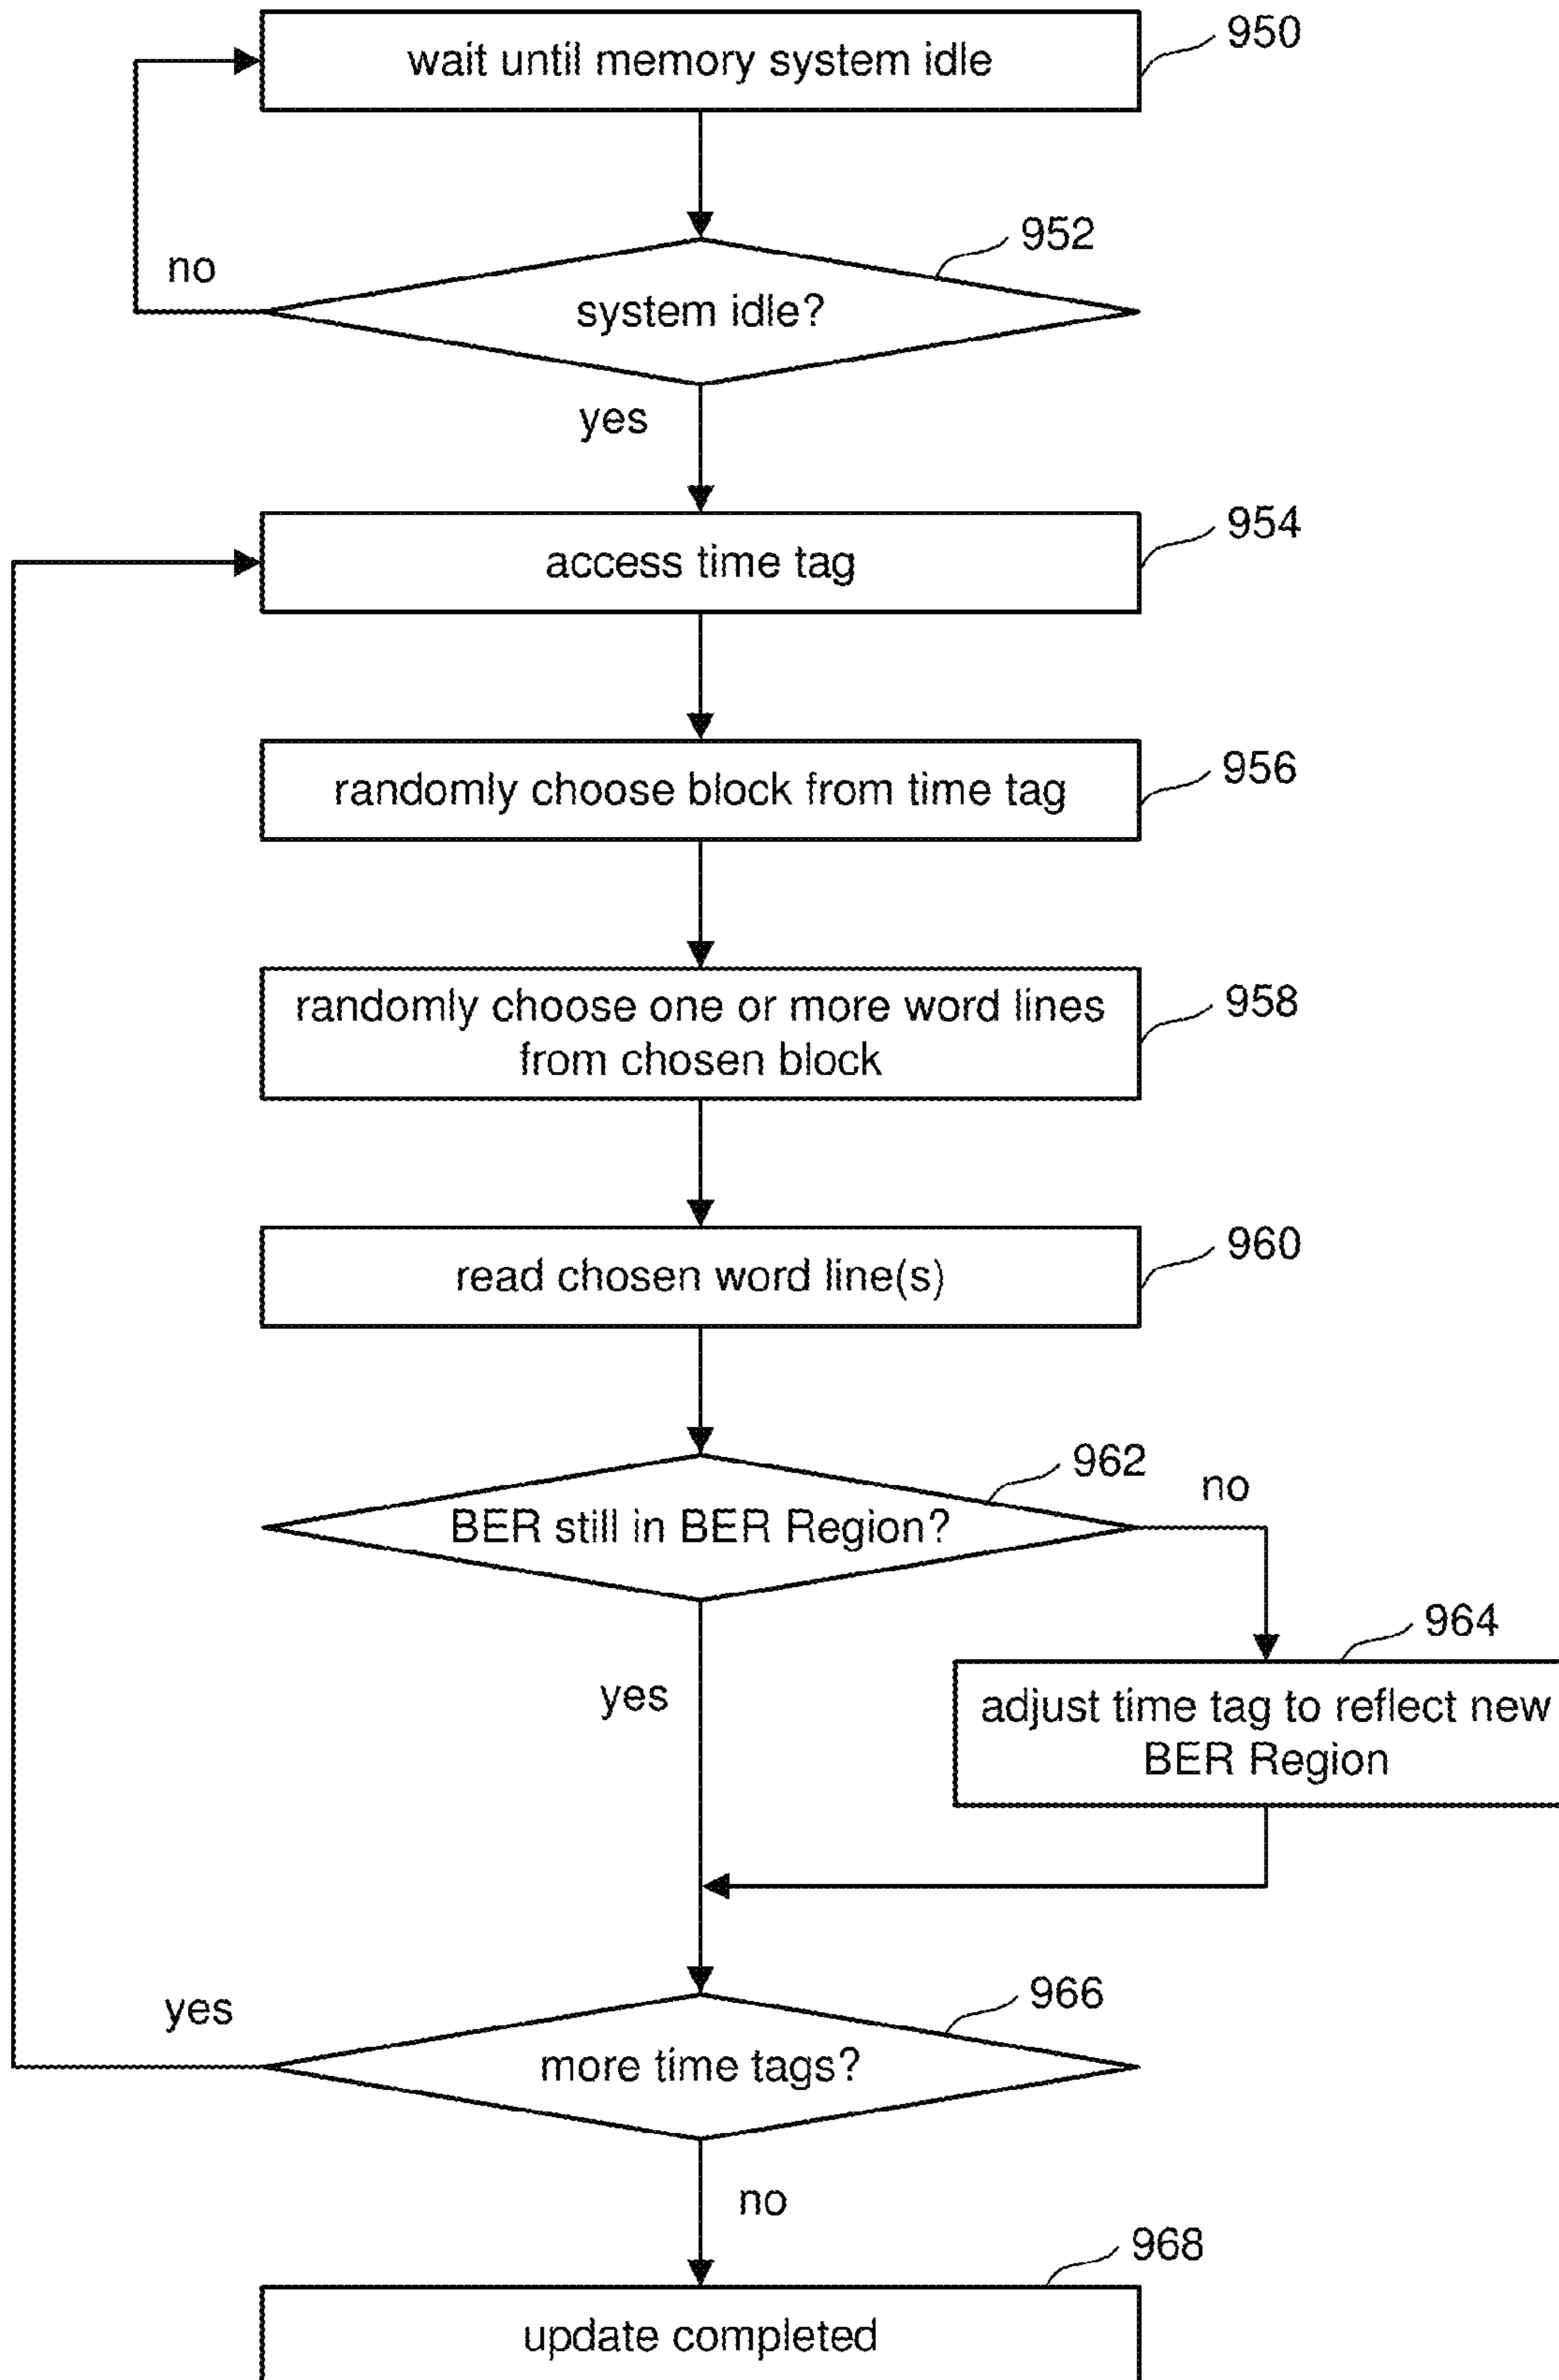 wait until memory system idle
950
952
no
system idle?
yes
954
access time tag
956
randomly choose block from time tag
958
randomly choose one or more word lines
from chosen block
960
read chosen word line(s)
962
no
BER still in BER Region?
964
yes
adjust time tag to reflect new
BER Region
966
yes
more time tags?
no
968
update completed